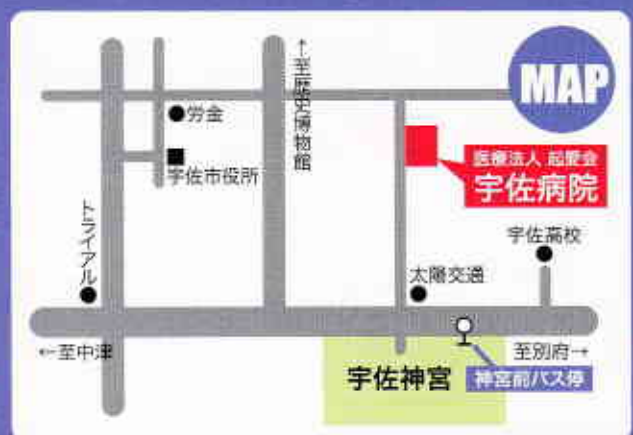 MAP
↑至歴史博物館
労金
宇佐市役所
医療法人 起愛会
宇佐病院
トライアル
宇佐高校
太陽交通
←至中津
宇佐神宮
至別府→
神宮前バス停